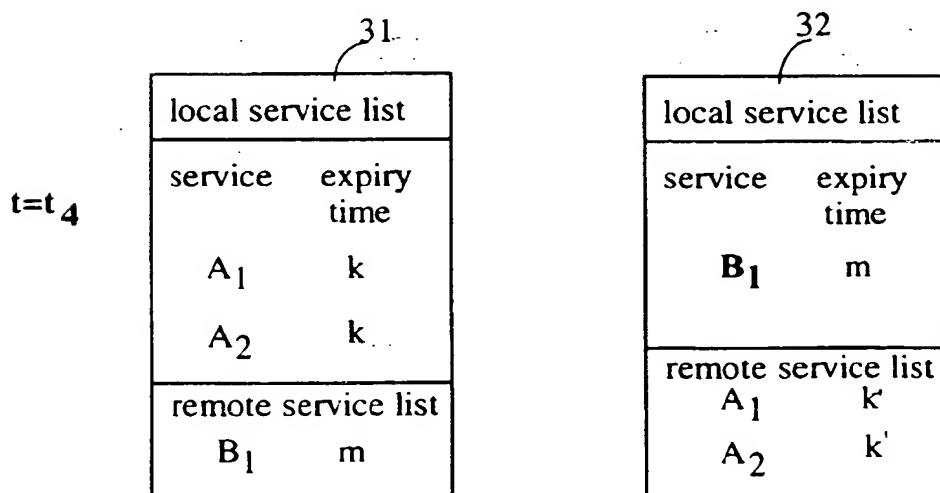 31
local service list
service expiry
time
A1 k
A2 k
remote service list
B1 m
t=t4
32
local service list
service expiry
time
B1 m
remote service list
A1 k'
A2 k'